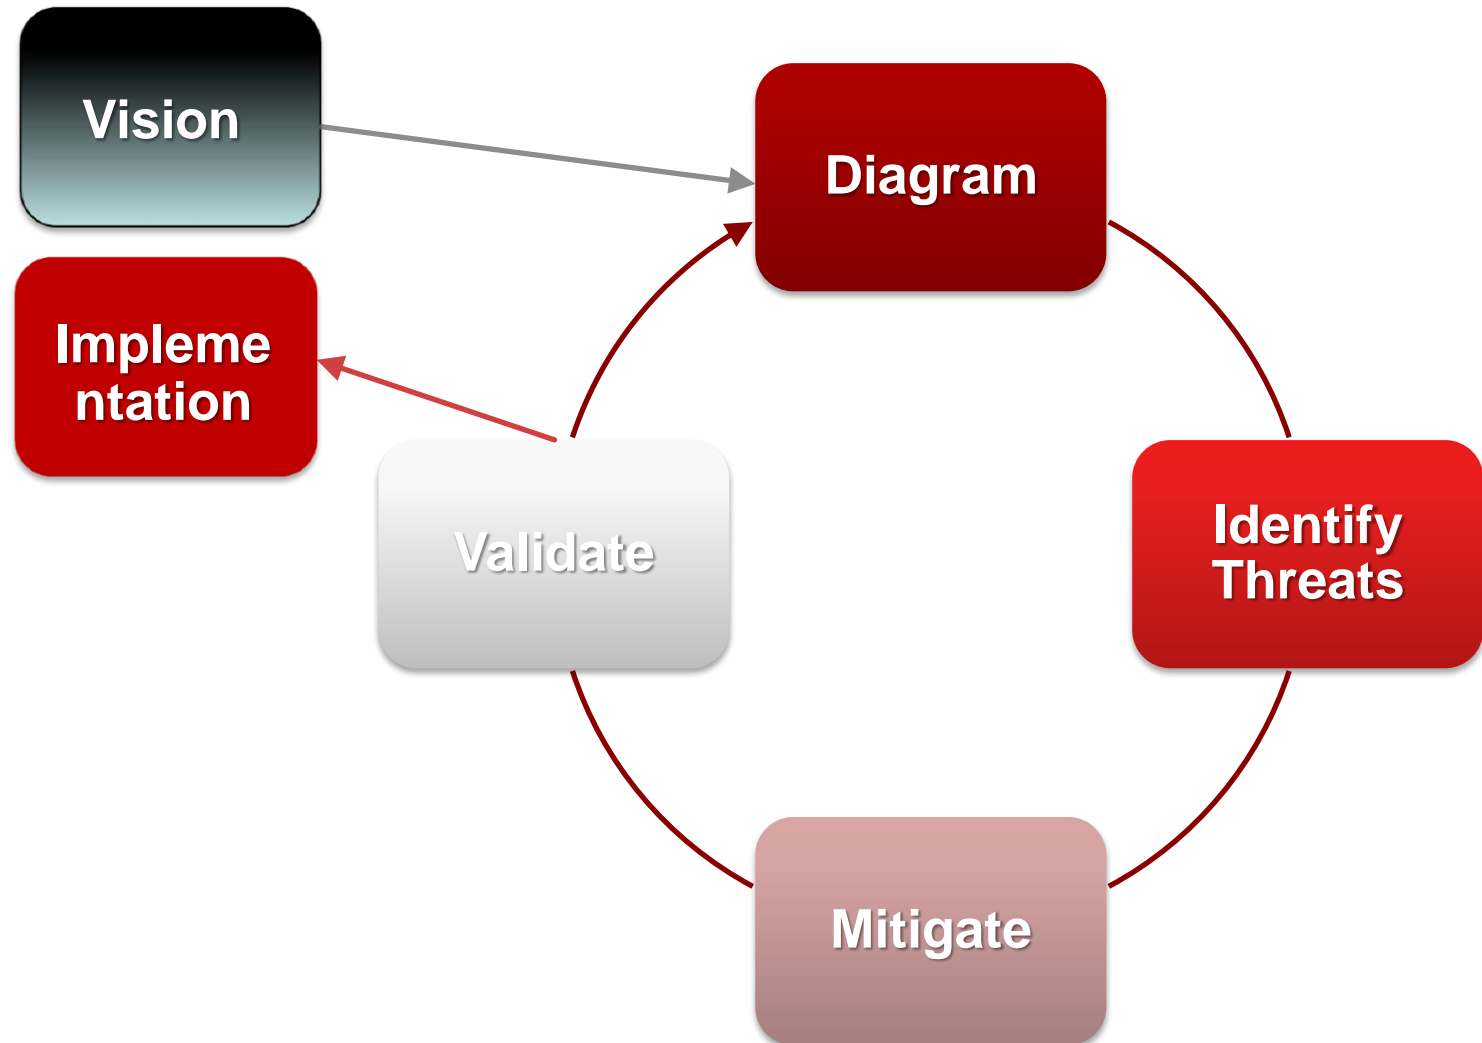 Vision
Diagram
Impleme
ntation
Identify
Threats
Validate
Mitigate